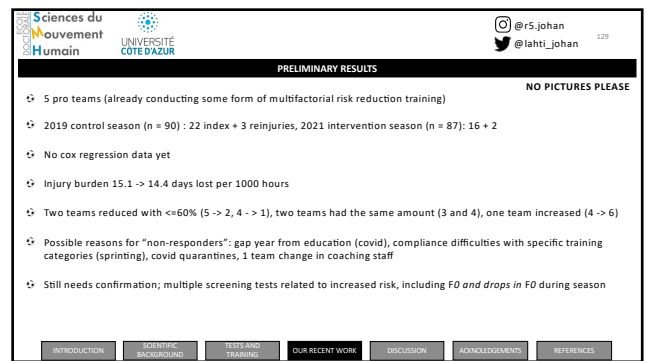 ECOLE DOCTORALE
Sciences du
Mouvement
Humain
UNIVERSITÉ
CÔTE D'AZUR
@r5.johan
@lahti_johan
129
PRELIMINARY RESULTS
NO PICTURES PLEASE
5 pro teams (already conducting some form of multifactorial risk reduction training)
2019 control season (n = 90) : 22 index + 3 reinjuries, 2021 intervention season (n = 87): 16 + 2
No cox regression data yet
Injury burden 15.1 -> 14.4 days lost per 1000 hours
Two teams reduced with <=60% (5 -> 2, 4 - > 1), two teams had the same amount (3 and 4), one team increased (4 -> 6)
Possible reasons for “non-responders”: gap year from education (covid), compliance difficulties with specific training
categories (sprinting), covid quarantines, 1 team change in coaching staff
Still needs confirmation; multiple screening tests related to increased risk, including F0 and drops in F0 during season
INTRODUCTION
SCIENTIFIC
BACKGROUND
TESTS AND
TRAINING
OUR RECENT WORK
DISCUSSION
ACKNOLEDGEMENTS
REFERENCES